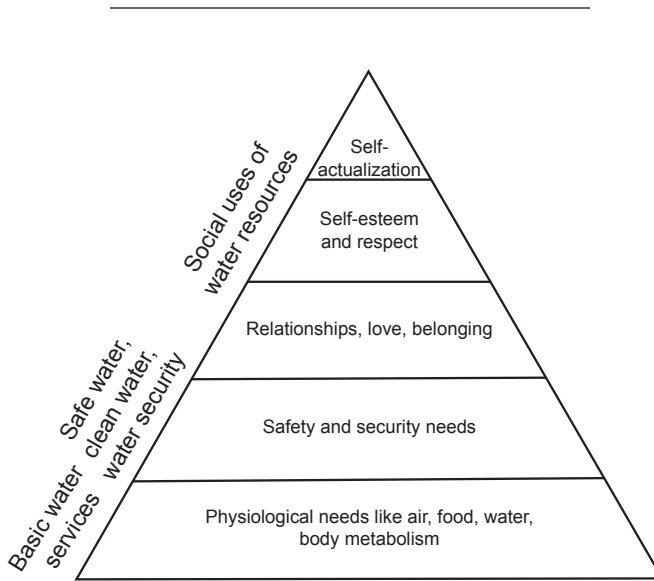 Self-
actualization
Self-esteem
and respect
Relationships, love, belonging
Safety and security needs
Physiological needs like air, food, water,
body metabolism
Social uses of
water resources
Safe water,
clean water,
water security
Basic water
services